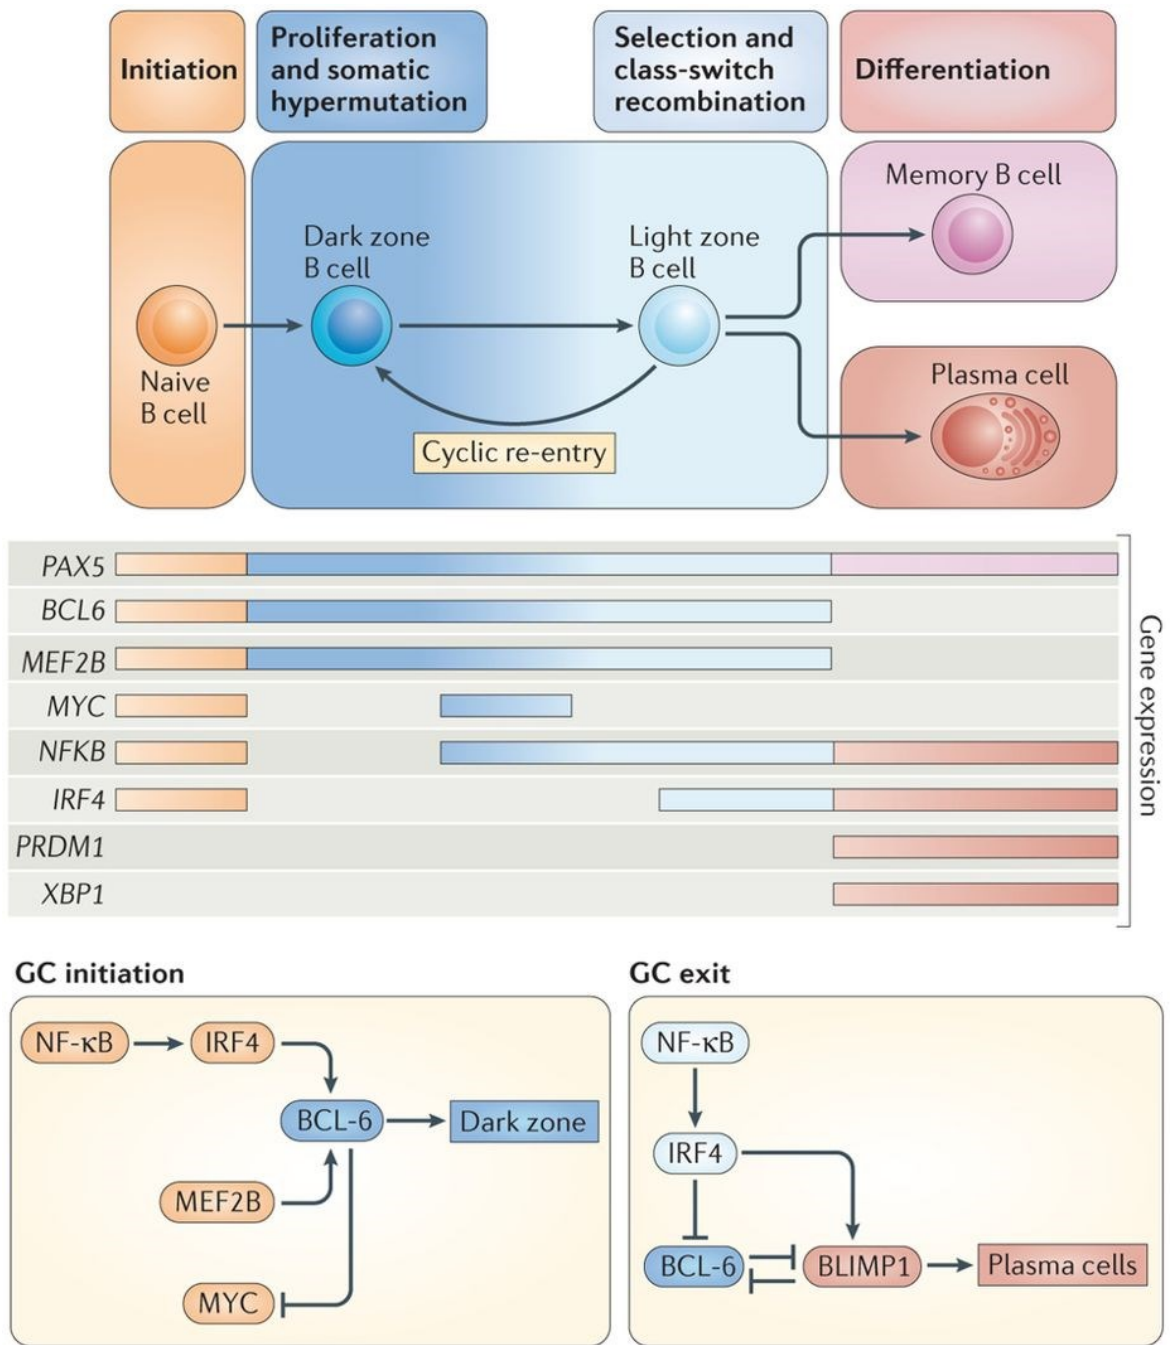 Initiation
Proliferation
and somatic
hypermutation
Selection and
class-switch
recombination
Differentiation
Naive
B cell
Dark zone
B cell
Light zone
B cell
Cyclic re-entry
Memory B cell
Plasma cell
PAX5
BCL6
MEF2B
MYC
NFKB
IRF4
PRDM1
XBP1
Gene expression
GC initiation
NF-κB
IRF4
BCL-6
Dark zone
MEF2B
MYC
GC exit
NF-κB
IRF4
BCL-6
BLIMP1
Plasma cells